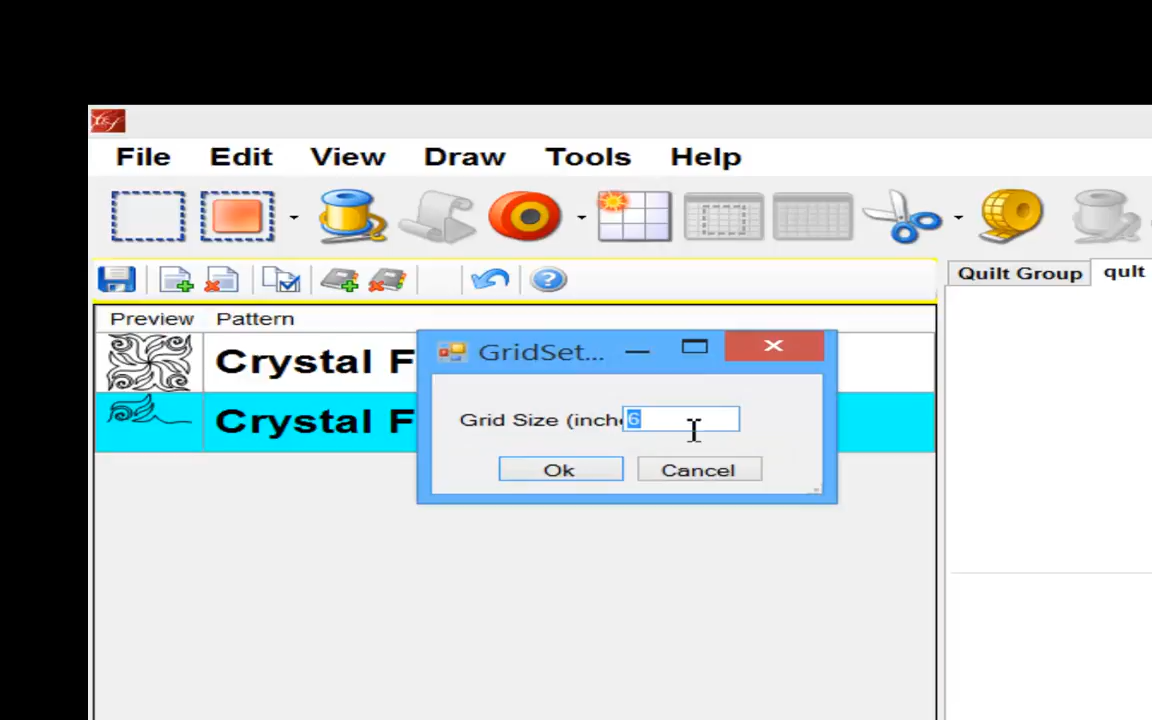 File Edit View Draw Tools Help
Quilt Group qult
Preview Pattern
GridSet...
Crystal F
Grid Size (inch 6
Crystal F
Ok Cancel